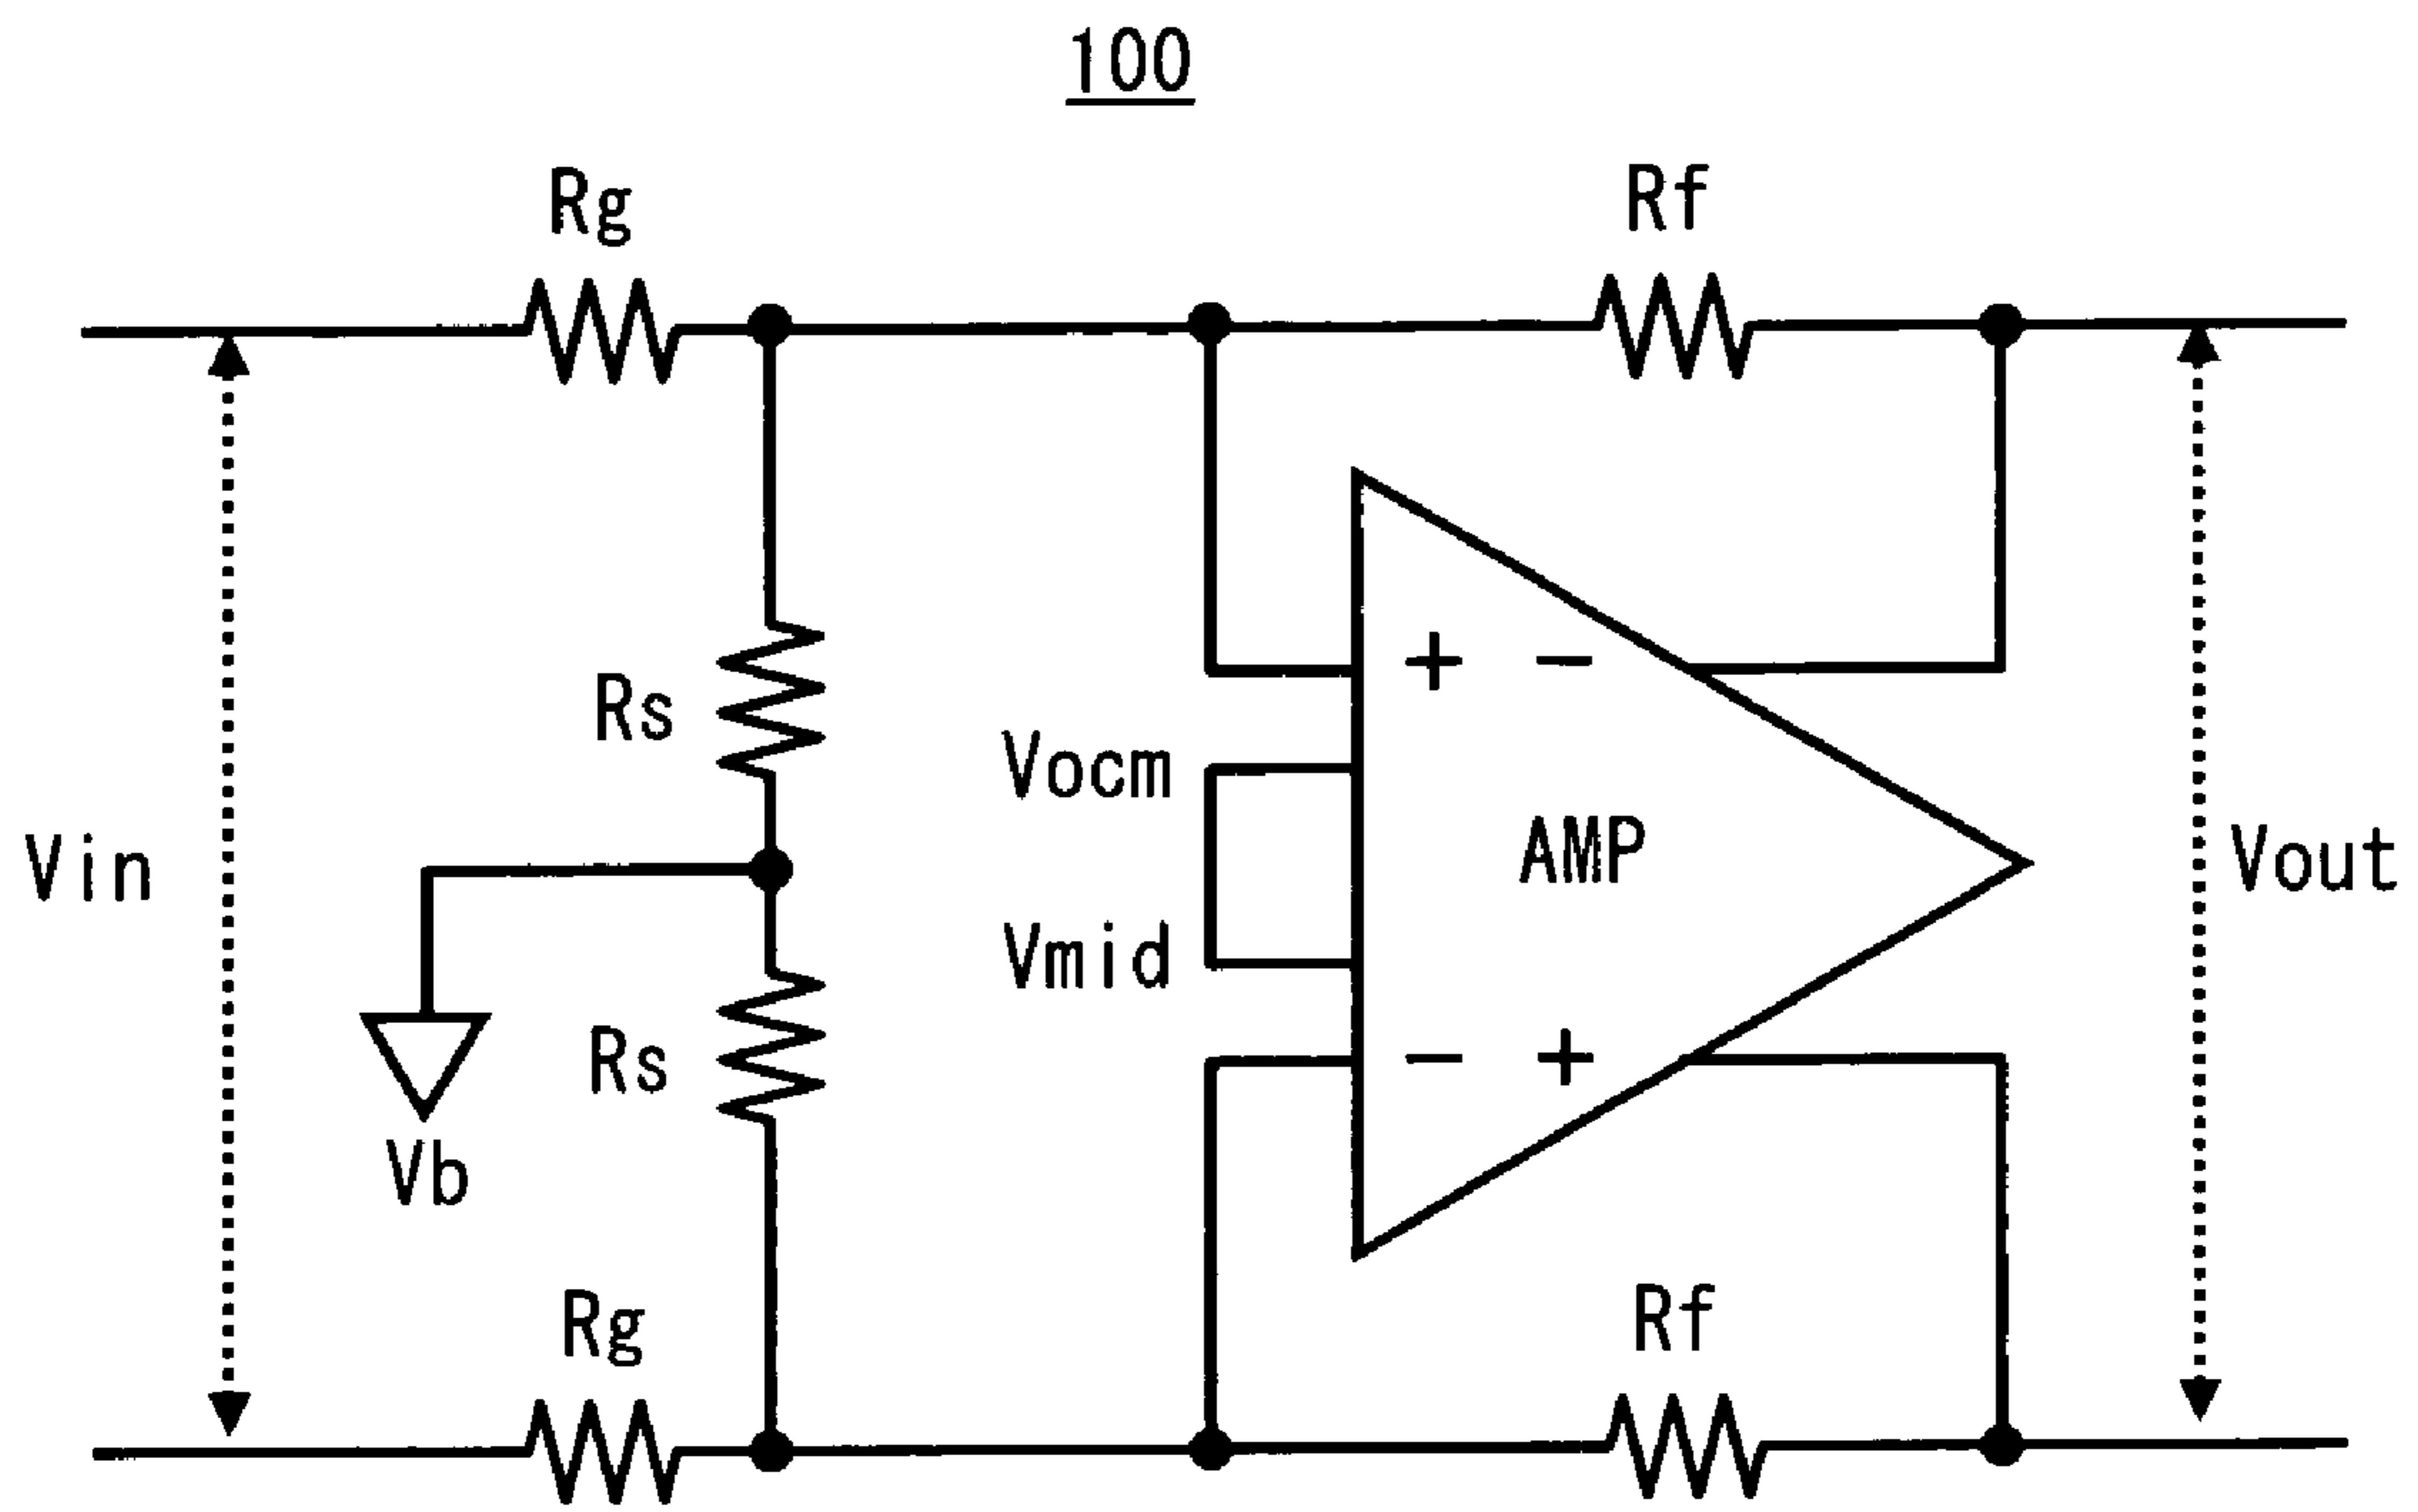 100
Rg
Rf
+ −
Rs
Vocm
Vin
AMP
Vout
Vmid
Rs
− +
Vb
Rg
Rf